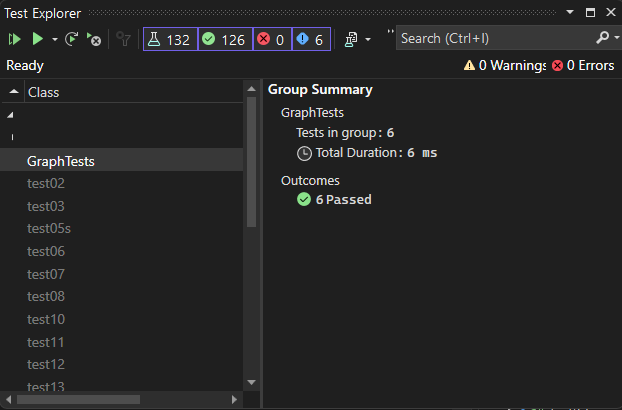 Test Explorer
132 126 0 6 Search (Ctrl+I)
Ready 0 Warnings 0 Errors
Class
GraphTests
test02
test03
test05s
test06
test07
test08
test10
test11
test12
test13
Group Summary
GraphTests
Tests in group: 6
Total Duration: 6 ms
Outcomes
6 Passed